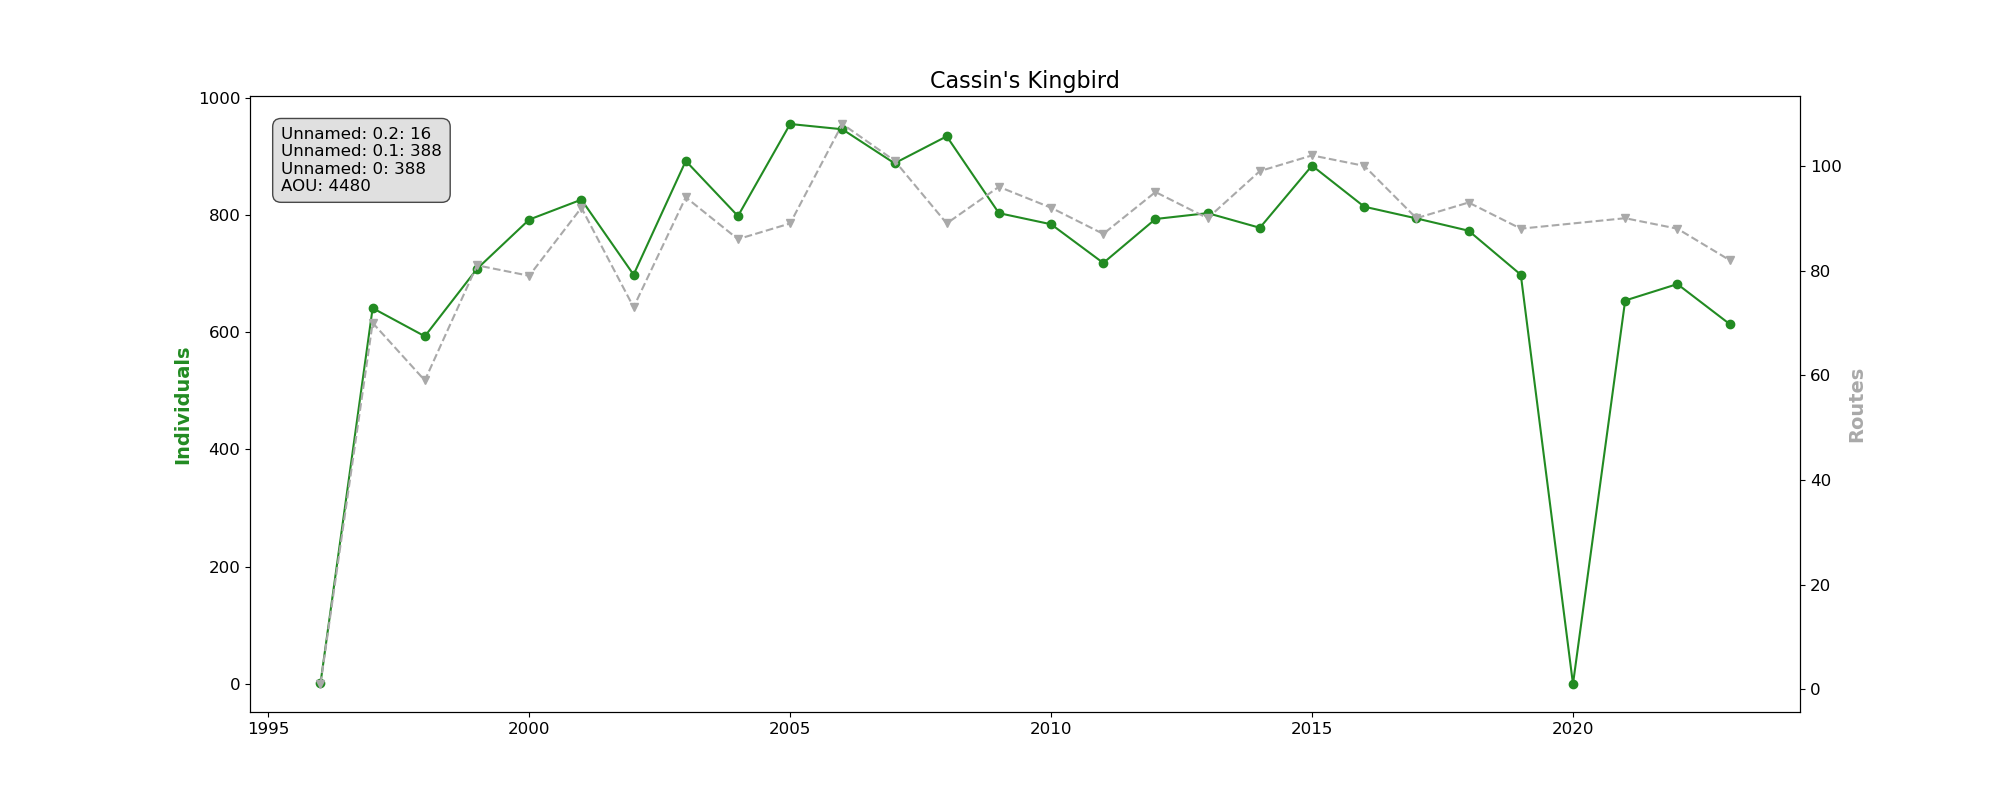 Cassin's Kingbird
1000
800
600
400
200
0
Individuals
Unnamed: 0.2: 16
Unnamed: 0.1: 388
Unnamed: 0: 388
AOU: 4480
100
80
60
40
20
0
Routes
1995
2000
2005
2010
2015
2020